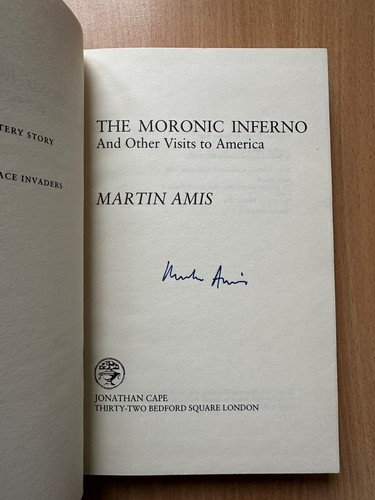 TERY STORY
ACE INVADERS
THE MORONIC INFERNO
And Other Visits to America
MARTIN AMIS
Martin Amis
JONATHAN CAPE
THIRTY-TWO BEDFORD SQUARE LONDON